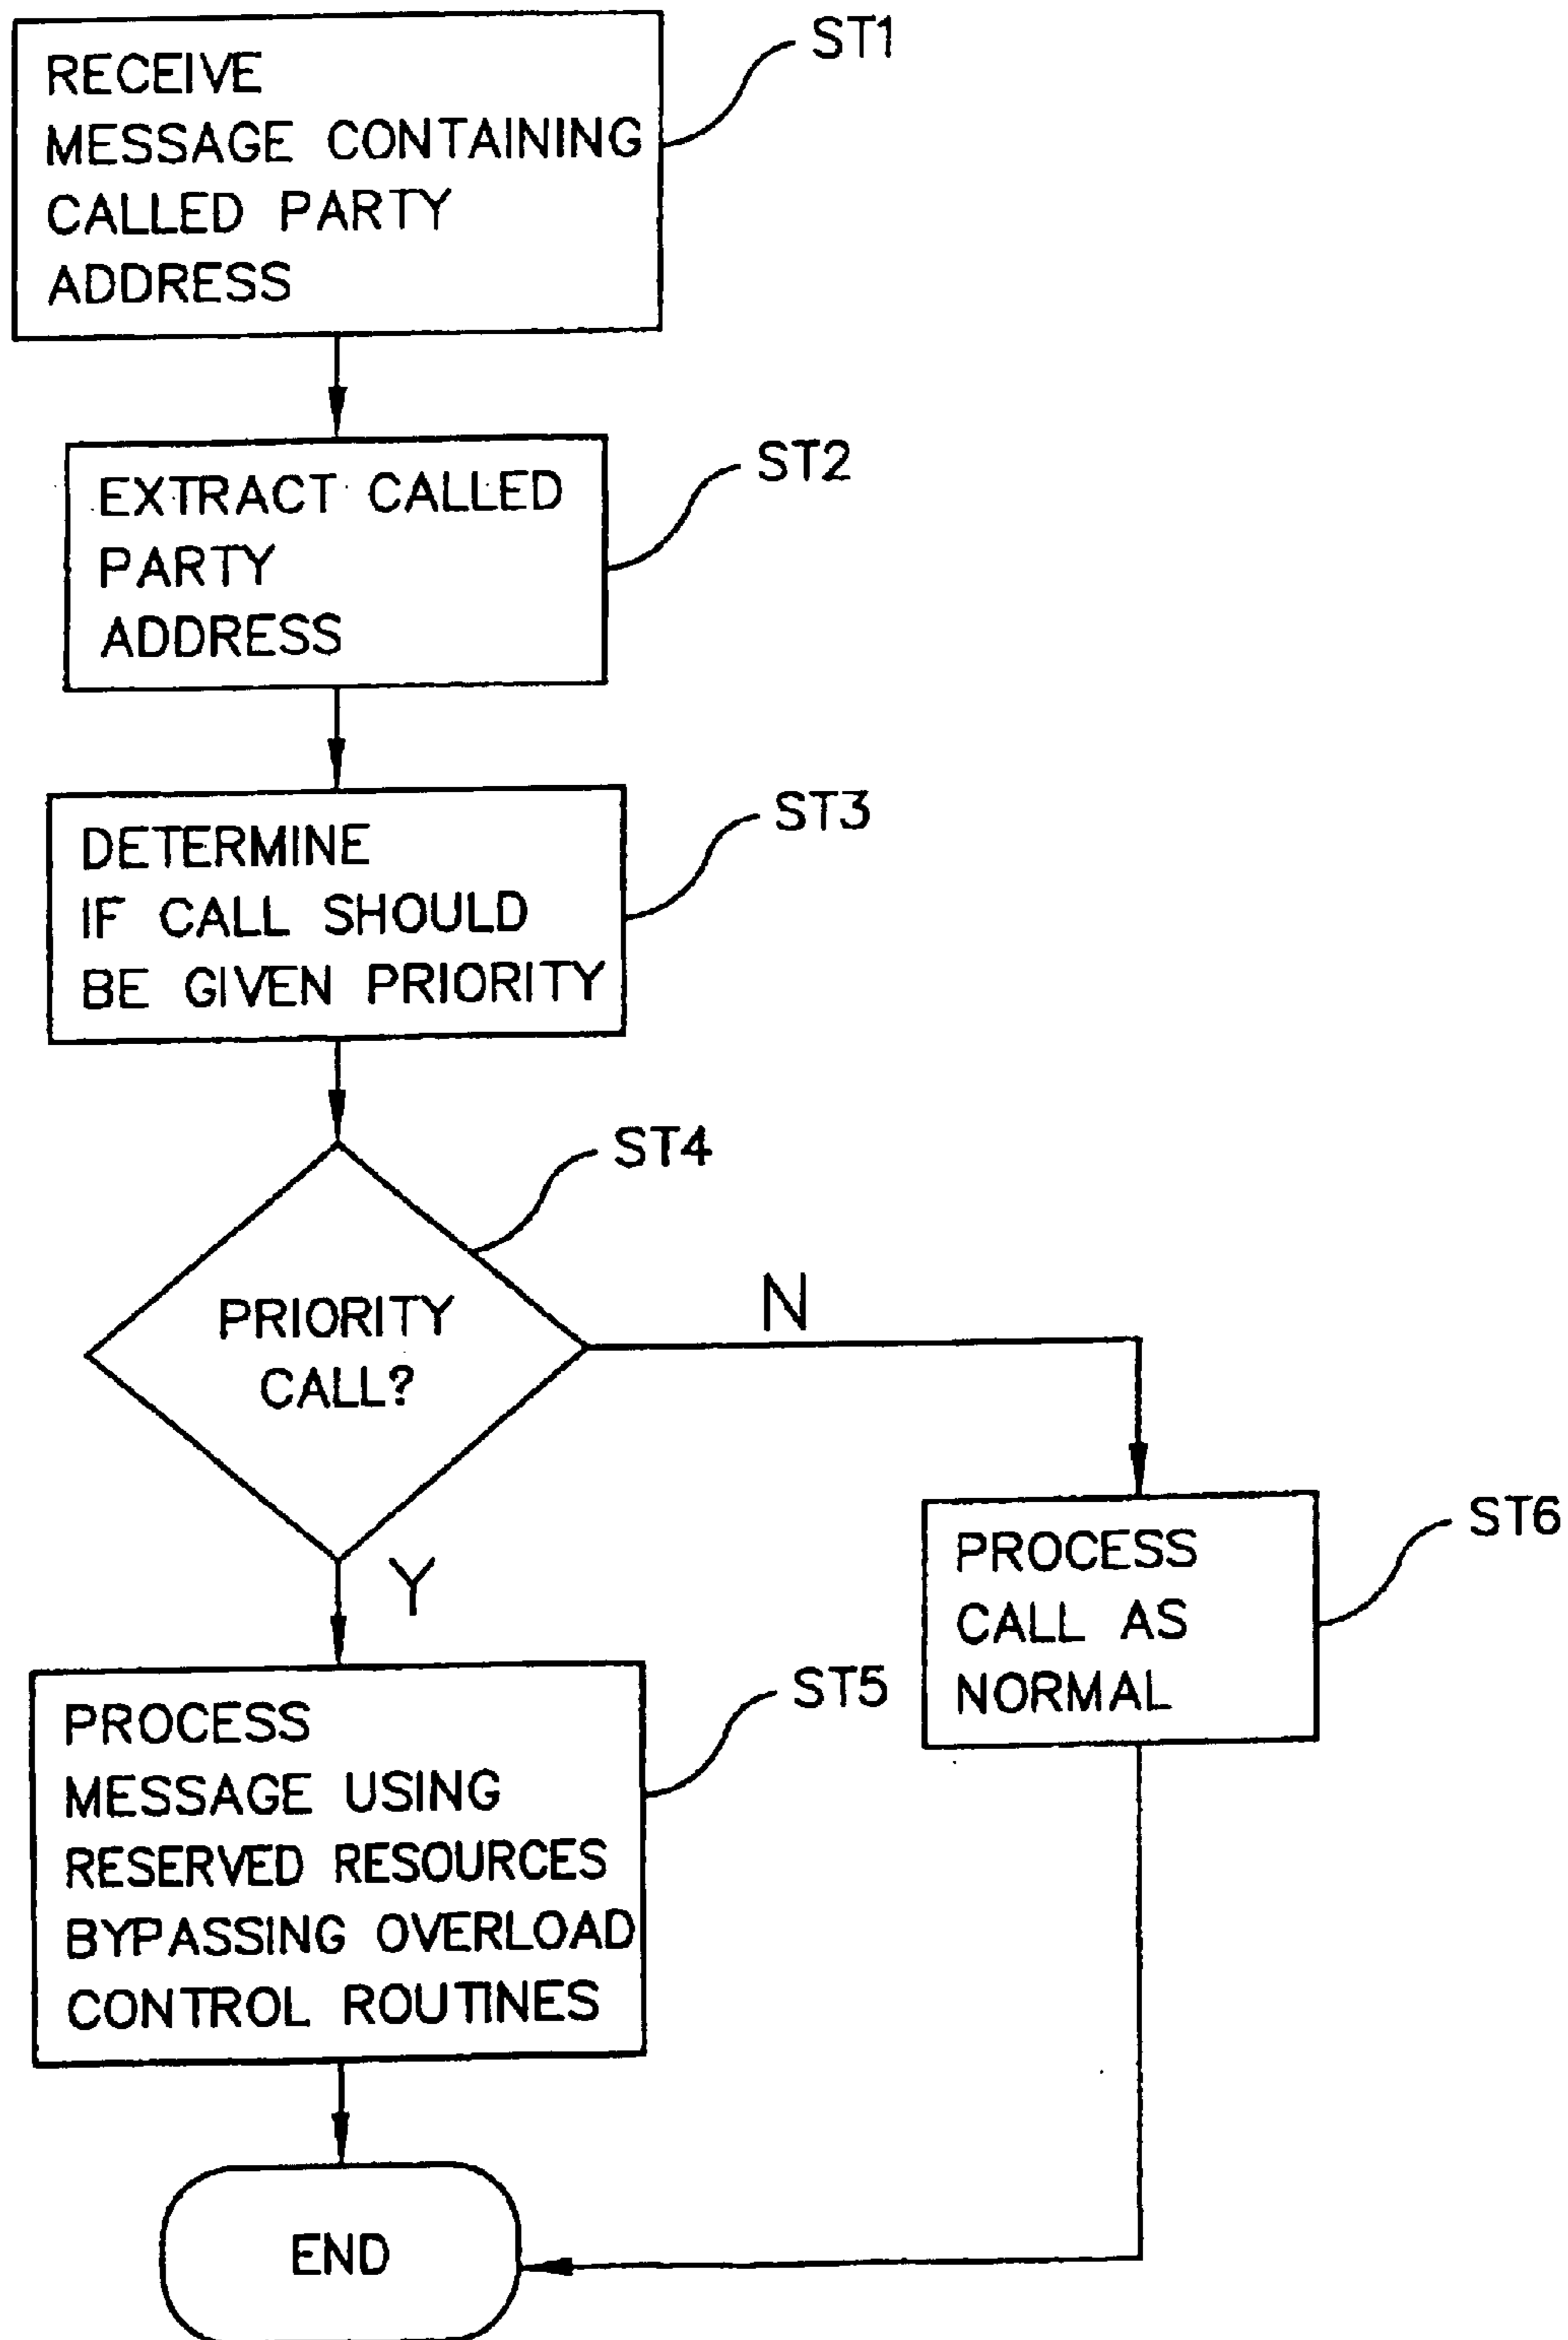 RECEIVE
MESSAGE CONTAINING
CALLED PARTY
ADDRESS
ST1
EXTRACT CALLED
PARTY
ADDRESS
ST2
DETERMINE
IF CALL SHOULD
BE GIVEN PRIORITY
ST3
PRIORITY
CALL?
ST4
N
Y
PROCESS
CALL AS
NORMAL
ST6
PROCESS
MESSAGE USING
RESERVED RESOURCES
BYPASSING OVERLOAD
CONTROL ROUTINES
ST5
END